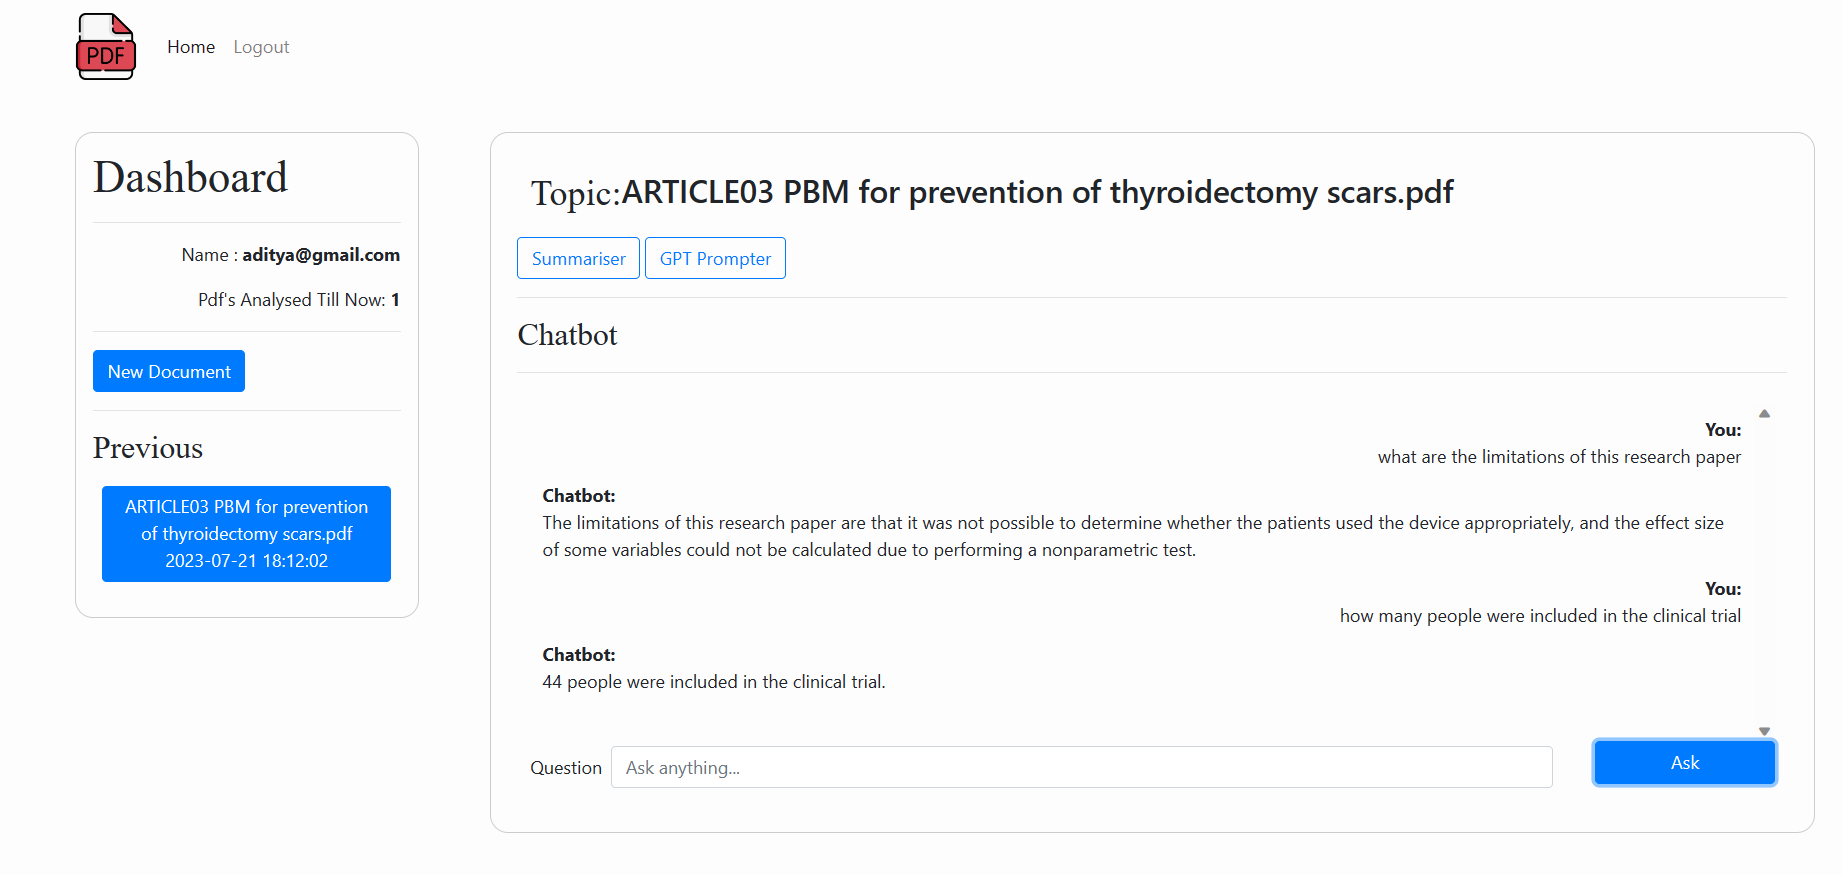 PDF
Home
Logout
Dashboard
Name : aditya@gmail.com
Pdf's Analysed Till Now: 1
New Document
Previous
ARTICLE03 PBM for prevention
of thyroidectomy scars.pdf
2023-07-21 18:12:02
Topic:ARTICLE03 PBM for prevention of thyroidectomy scars.pdf
Summariser
GPT Prompter
Chatbot
You:
what are the limitations of this research paper
Chatbot:
The limitations of this research paper are that it was not possible to determine whether the patients used the device appropriately, and the effect size
of some variables could not be calculated due to performing a nonparametric test.
You:
how many people were included in the clinical trial
Chatbot:
44 people were included in the clinical trial.
Question
Ask anything...
Ask